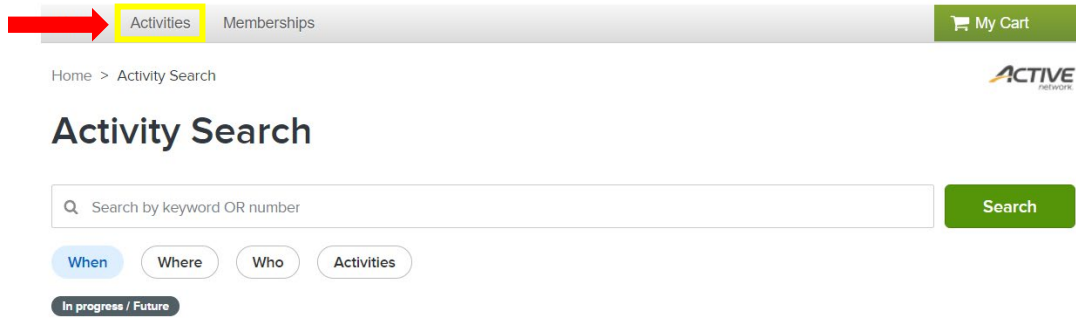 Activities Memberships My Cart
Home > Activity Search
ACTIVE
network.
Activity Search
Search by keyword OR number Search
When Where Who Activities
In progress / Future